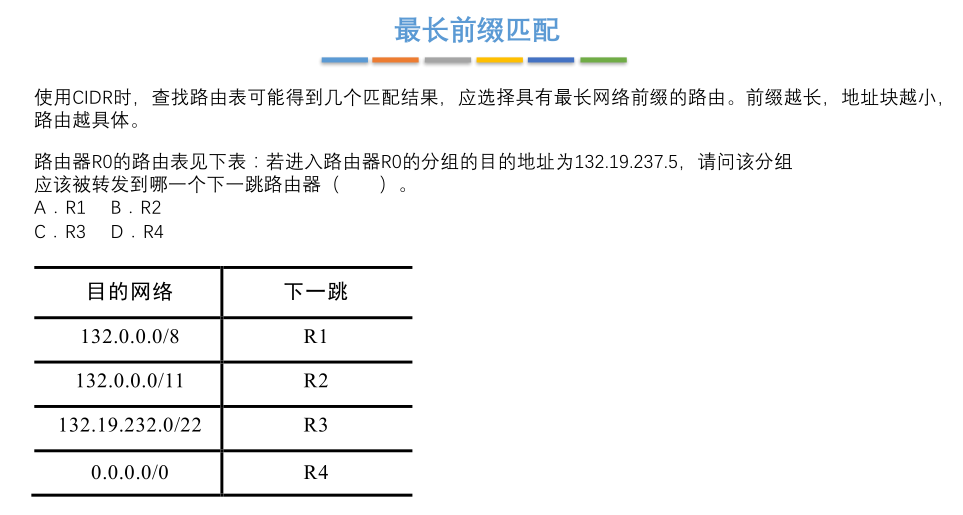 最长前缀匹配
使用CIDR时，查找路由表可能得到几个匹配结果，应选择具有最长网络前缀的路由。前缀越长，地址块越小，
路由越具体。
路由器R0的路由表见下表：若进入路由器R0的分组的目的地址为132.19.237.5，请问该分组
应该被转发到哪一个下一跳路由器（　　）。
A．R1　B．R2
C．R3　D．R4
目的网络　下一跳
132.0.0.0/8　R1
132.0.0.0/11　R2
132.19.232.0/22　R3
0.0.0.0/0　R4